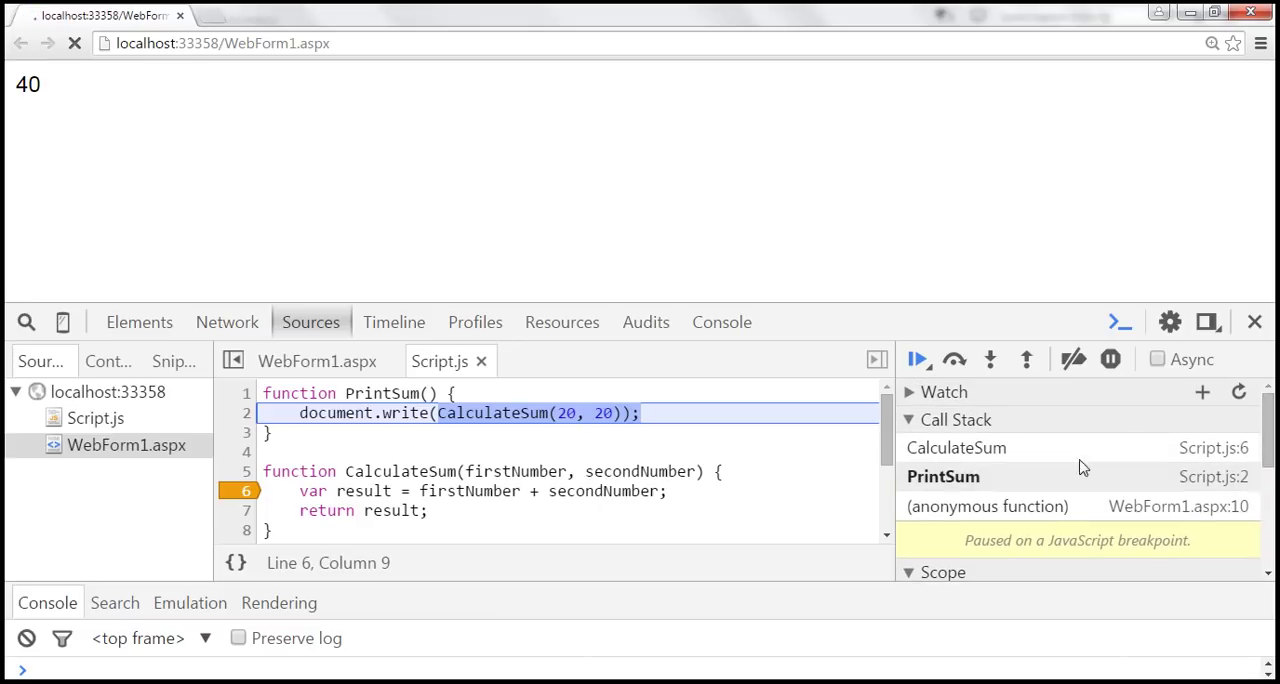 localhost:33358/WebForm
localhost:33358/WebForm1.aspx
40
Elements Network Sources Timeline Profiles Resources Audits Console
Sour... Cont... Snip... WebForm1.aspx Script.js Async
localhost:33358
Script.js
WebForm1.aspx
1 function PrintSum() {
2 document.write(CalculateSum(20, 20));
3 }
4
5 function CalculateSum(firstNumber, secondNumber) {
6 var result = firstNumber + secondNumber;
7 return result;
8 }
{} Line 6, Column 9
Watch
Call Stack
CalculateSum Script.js:6
PrintSum Script.js:2
(anonymous function) WebForm1.aspx:10
Paused on a JavaScript breakpoint.
Scope
Console Search Emulation Rendering
<top frame> Preserve log